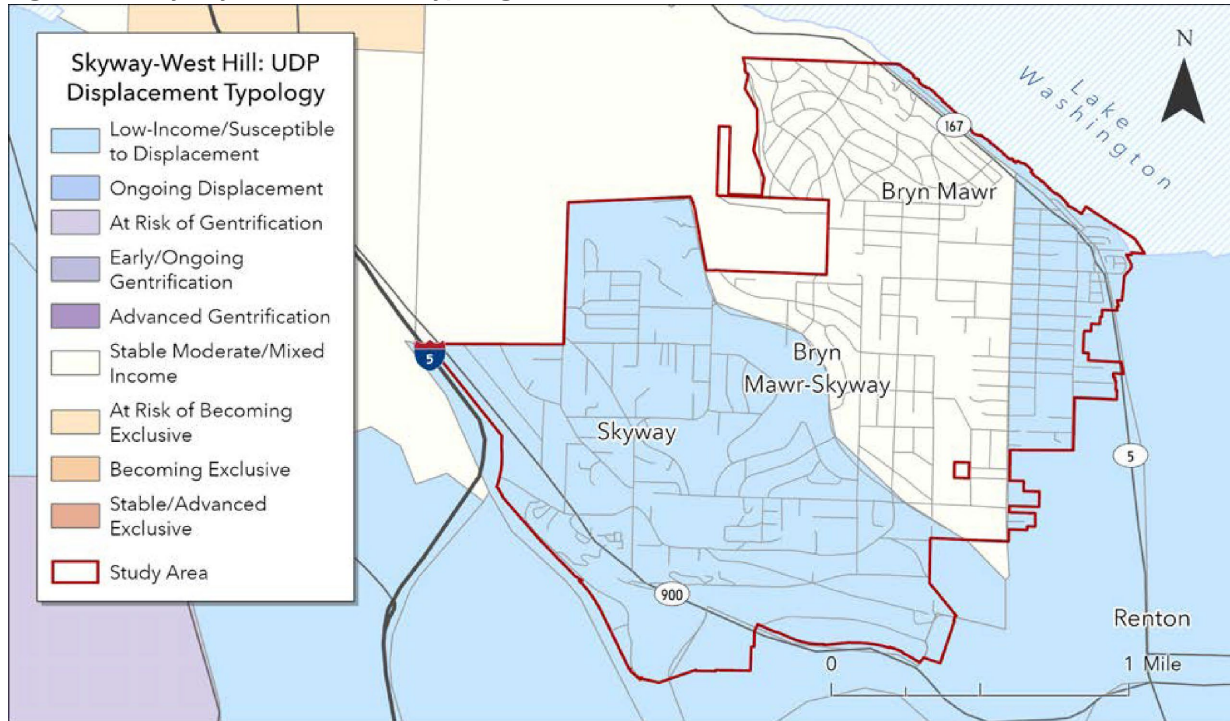 Skyway-West Hill: UDP
Displacement Typology
Low-Income/Susceptible
to Displacement
Ongoing Displacement
At Risk of Gentrification
Early/Ongoing
Gentrification
Advanced Gentrification
Stable Moderate/Mixed
Income
At Risk of Becoming
Exclusive
Becoming Exclusive
Stable/Advanced
Exclusive
Study Area
N
Lake
Washington
167
Bryn Mawr
5
Bryn
Mawr-Skyway
Skyway
5
900
Renton
0
1 Mile